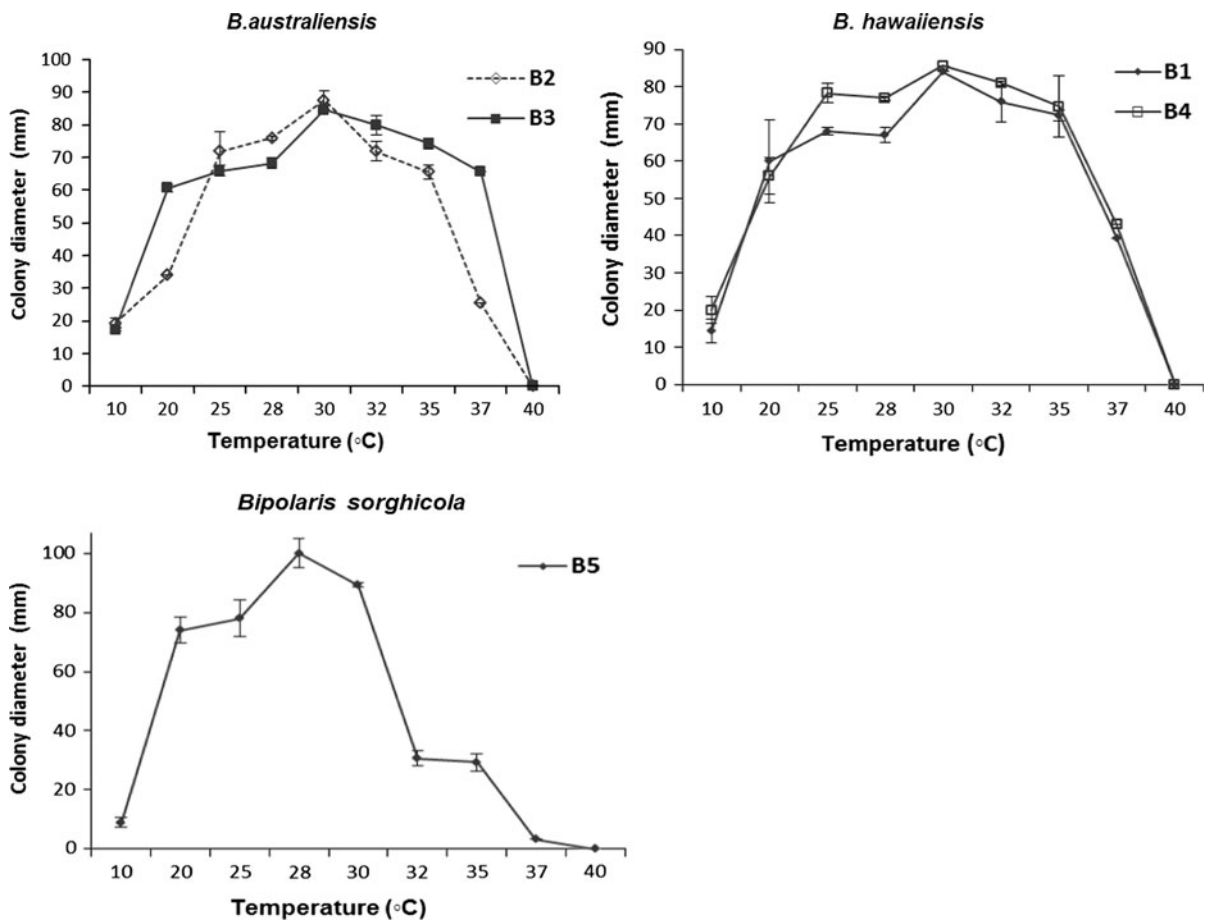 B.australiensis
Colony diameter (mm)
100
90
80
70
60
50
40
30
20
10
0
B2
B3
10 20 25 28 30 32 35 37 40
Temperature (◦C)
B. hawaiiensis
Colony diameter (mm)
90
80
70
60
50
40
30
20
10
0
B1
B4
10 20 25 28 30 32 35 37 40
Temperature (◦C)
Bipolaris sorghicola
Colony diameter (mm)
100
80
60
40
20
0
B5
10 20 25 28 30 32 35 37 40
Temperature (◦C)